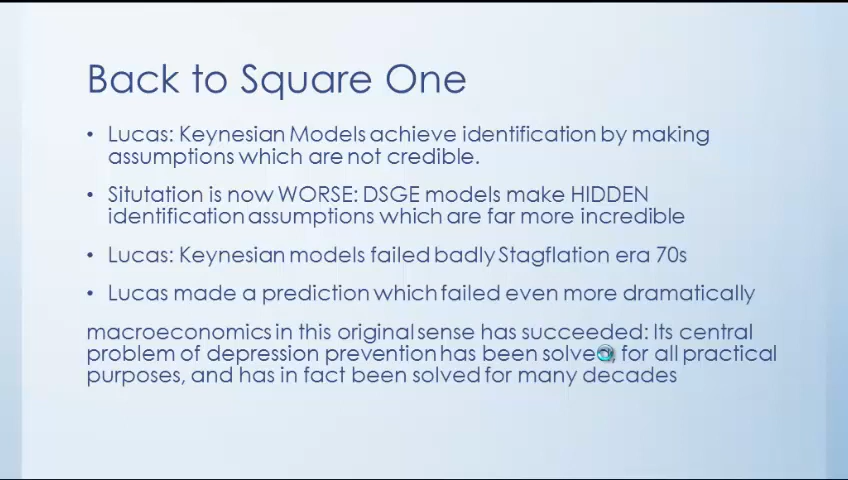 Back to Square One
• Lucas: Keynesian Models achieve identification by making
assumptions which are not credible.
• Situtation is now WORSE: DSGE models make HIDDEN
identification assumptions which are far more incredible
• Lucas: Keynesian models failed badly Stagflation era 70s
• Lucas made a prediction which failed even more dramatically
macroeconomics in this original sense has succeeded: Its central
problem of depression prevention has been solved for all practical
purposes, and has in fact been solved for many decades